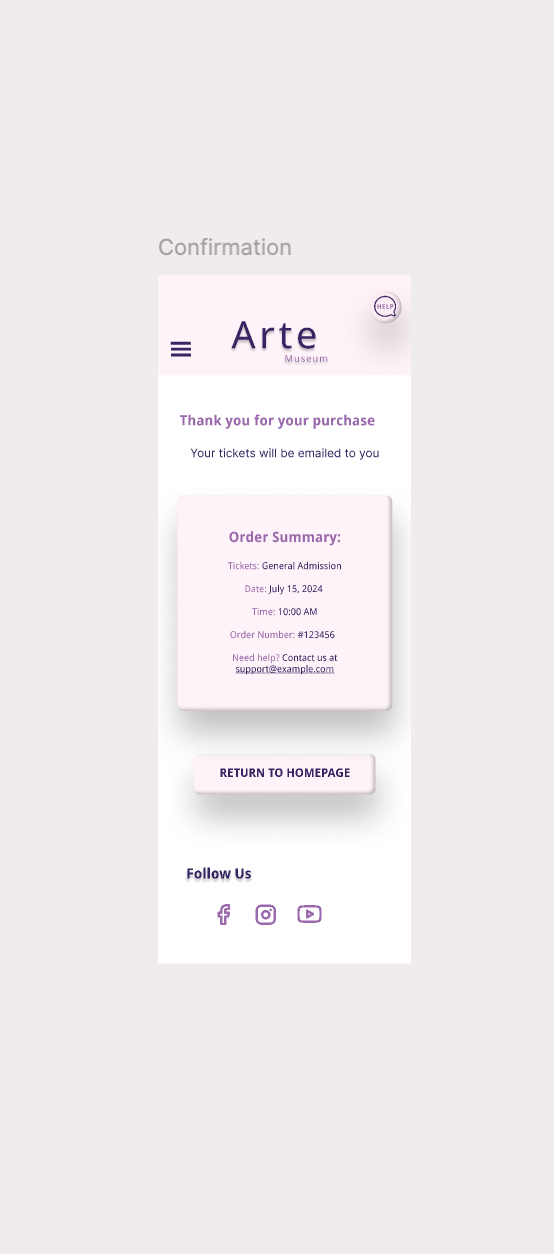 Confirmation
HELP
Arte
Museum
Thank you for your purchase
Your tickets will be emailed to you
Order Summary:
Tickets: General Admission
Date: July 15, 2024
Time: 10:00 AM
Order Number: #123456
Need help? Contact us at
support@example.com
RETURN TO HOMEPAGE
Follow Us